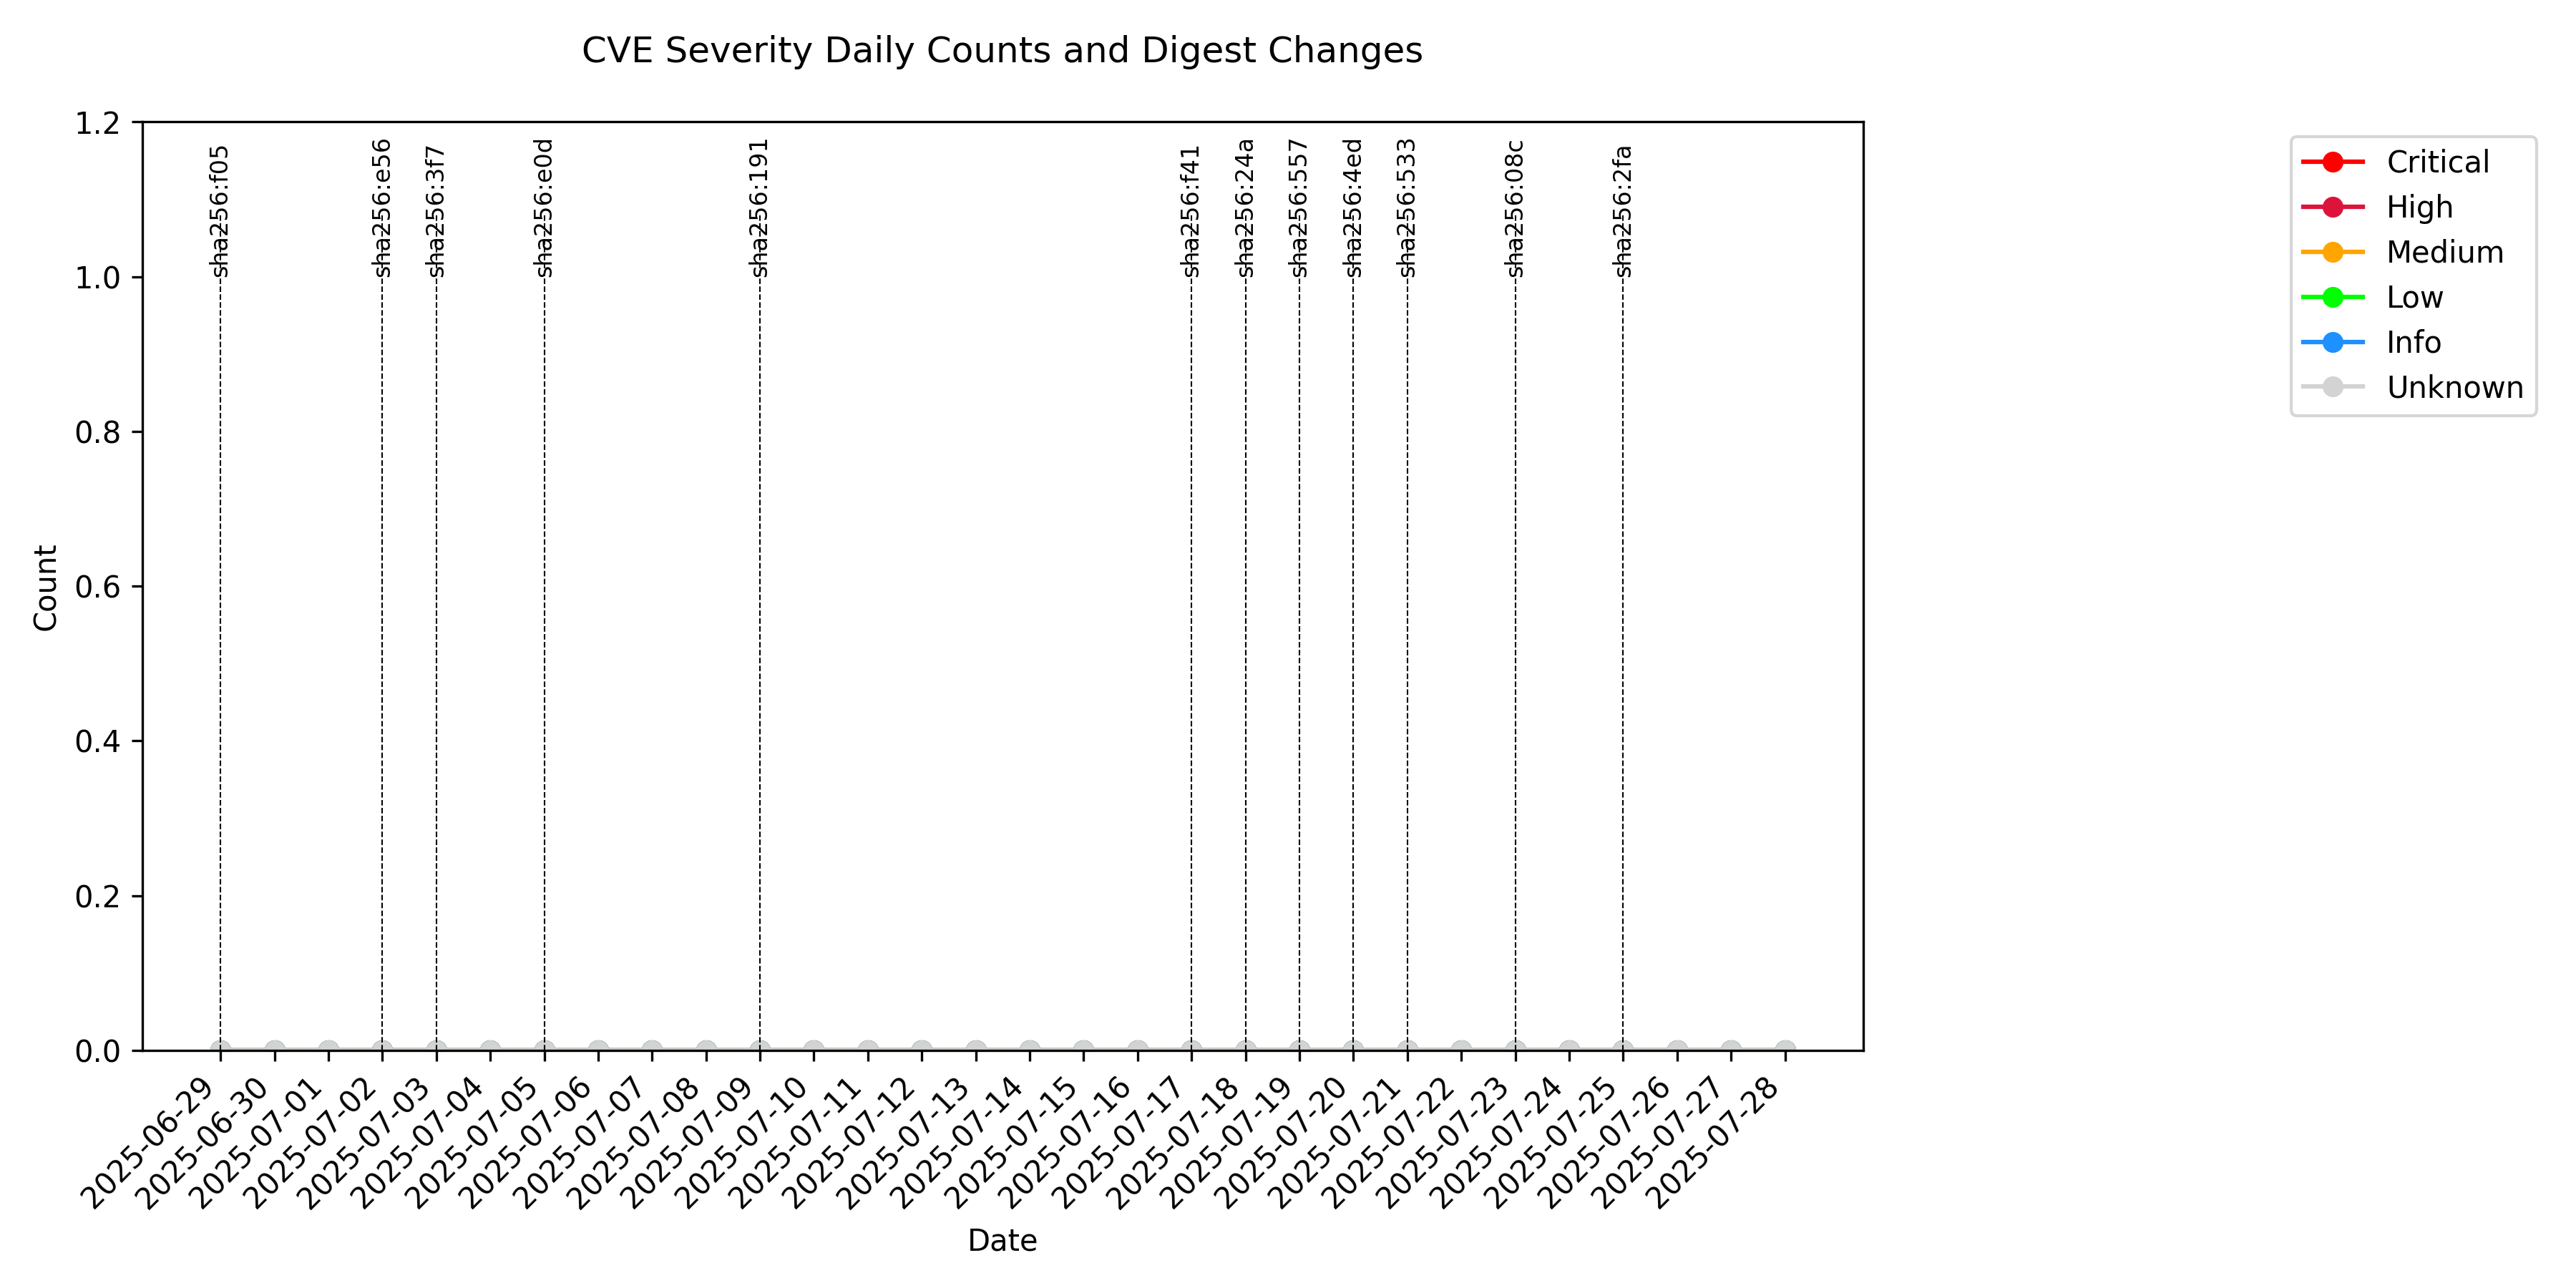 CVE Severity Daily Counts and Digest Changes
1.2
1.0
0.8
0.6
0.4
0.2
0.0
Count
sha256:f05
sha256:e56
sha256:3f7
sha256:e0d
sha256:191
sha256:f41
sha256:24a
sha256:557
sha256:4ed
sha256:533
sha256:08c
sha256:2fa
2025-06-29
2025-06-30
2025-07-01
2025-07-02
2025-07-03
2025-07-04
2025-07-05
2025-07-06
2025-07-07
2025-07-08
2025-07-09
2025-07-10
2025-07-11
2025-07-12
2025-07-13
2025-07-14
2025-07-15
2025-07-16
2025-07-17
2025-07-18
2025-07-19
2025-07-20
2025-07-21
2025-07-22
2025-07-23
2025-07-24
2025-07-25
2025-07-26
2025-07-27
2025-07-28
Date
Critical
High
Medium
Low
Info
Unknown